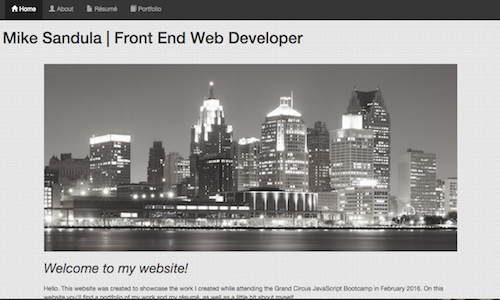 Home About Résumé Portfolio
Mike Sandula | Front End Web Developer
Welcome to my website!
Hello. This website was created to showcase the work I created while attending the Grand Circus JavaScript Bootcamp in February 2016. On this
website you'll find a portfolio of my work and my résumé, as well as a little bit about myself.